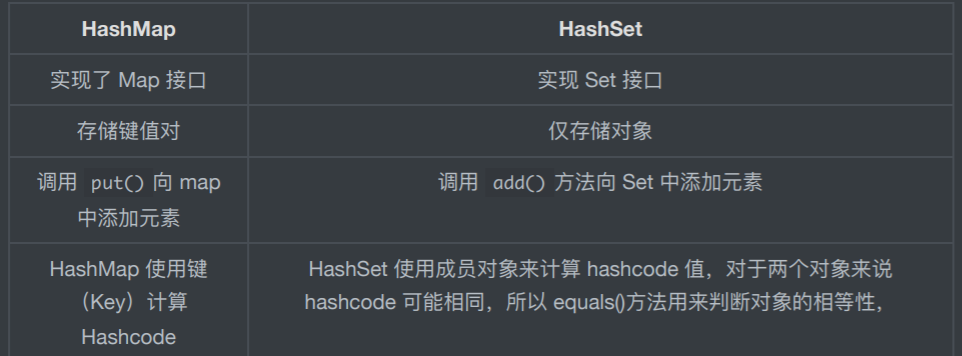 HashMap HashSet
实现了 Map 接口 实现 Set 接口
存储键值对 仅存储对象
调用 put() 向 map 调用 add() 方法向 Set 中添加元素
中添加元素
HashMap 使用键 HashSet 使用成员对象来计算 hashcode 值，对于两个对象来说
（Key）计算 hashcode 可能相同，所以 equals()方法用来判断对象的相等性，
Hashcode